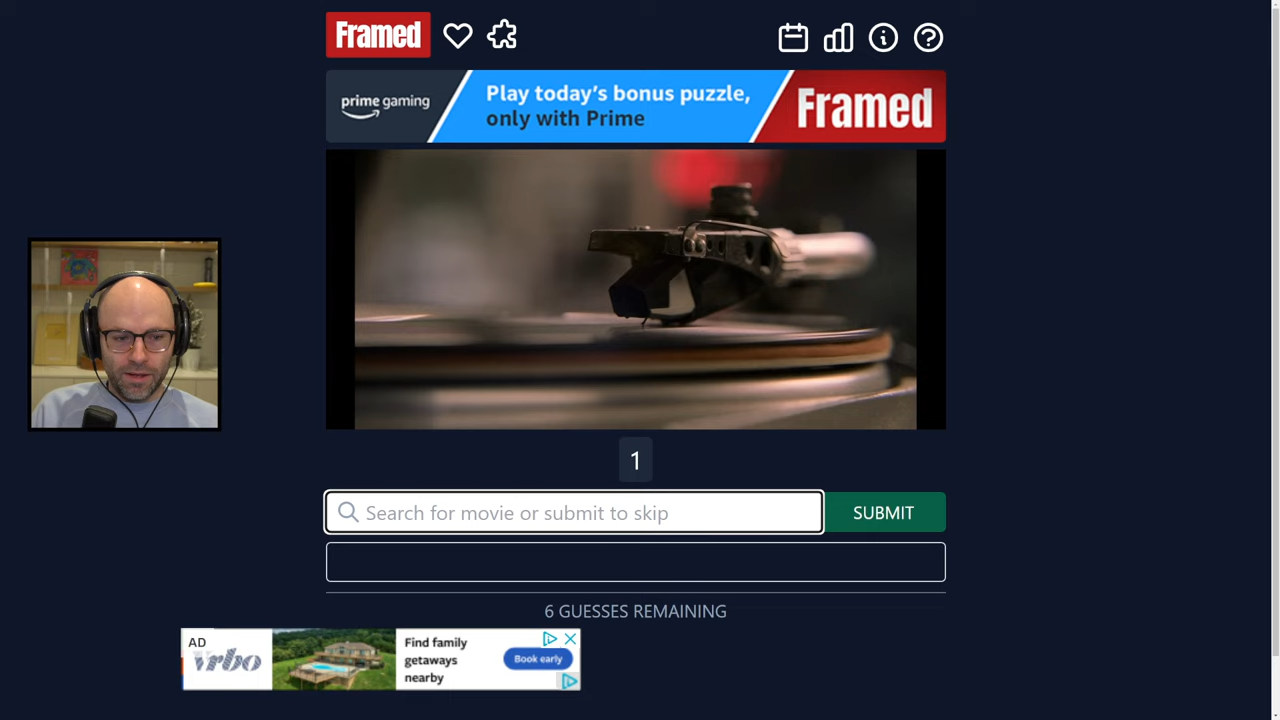 Framed
prime gaming
Play today's bonus puzzle,
only with Prime
Framed
1
Search for movie or submit to skip
SUBMIT
6 GUESSES REMAINING
AD
vrbo
Find family
getaways
nearby
Book early